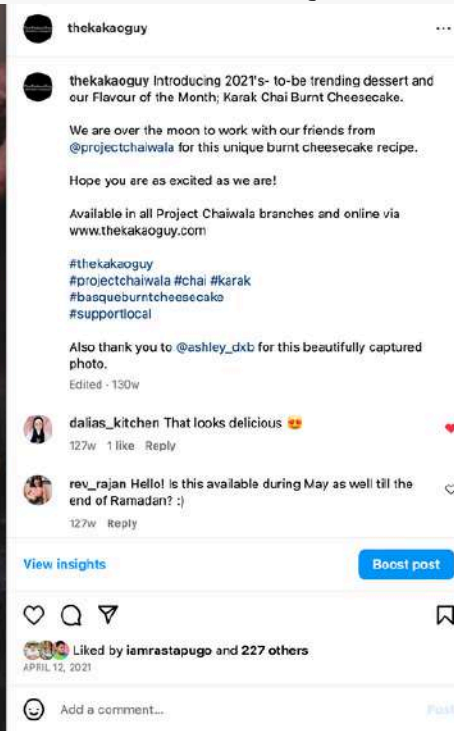 thekakaoguy
thekakaoguy Introducing 2021's- to-be trending dessert and
our Flavour of the Month; Karak Chai Burnt Cheesecake.
We are over the moon to work with our friends from
@projectchaiwala for this unique burnt cheesecake recipe.
Hope you are as excited as we are!
Available in all Project Chaiwala branches and online via
www.thekakaoguy.com
#thekakaoguy
#projectchaiwala #chai #karak
#basqueburntcheesecake
#supportlocal
Also thank you to @ashley_dxb for this beautifully captured
photo.
Edited · 130w
dalias_kitchen That looks delicious 😍
127w 1 like Reply
rev_rajan Hello! Is this available during May as well till the
end of Ramadan? :)
127w Reply
View insights Boost post
Liked by iamrastapugo and 227 others
APRIL 12, 2021
Add a comment... Post